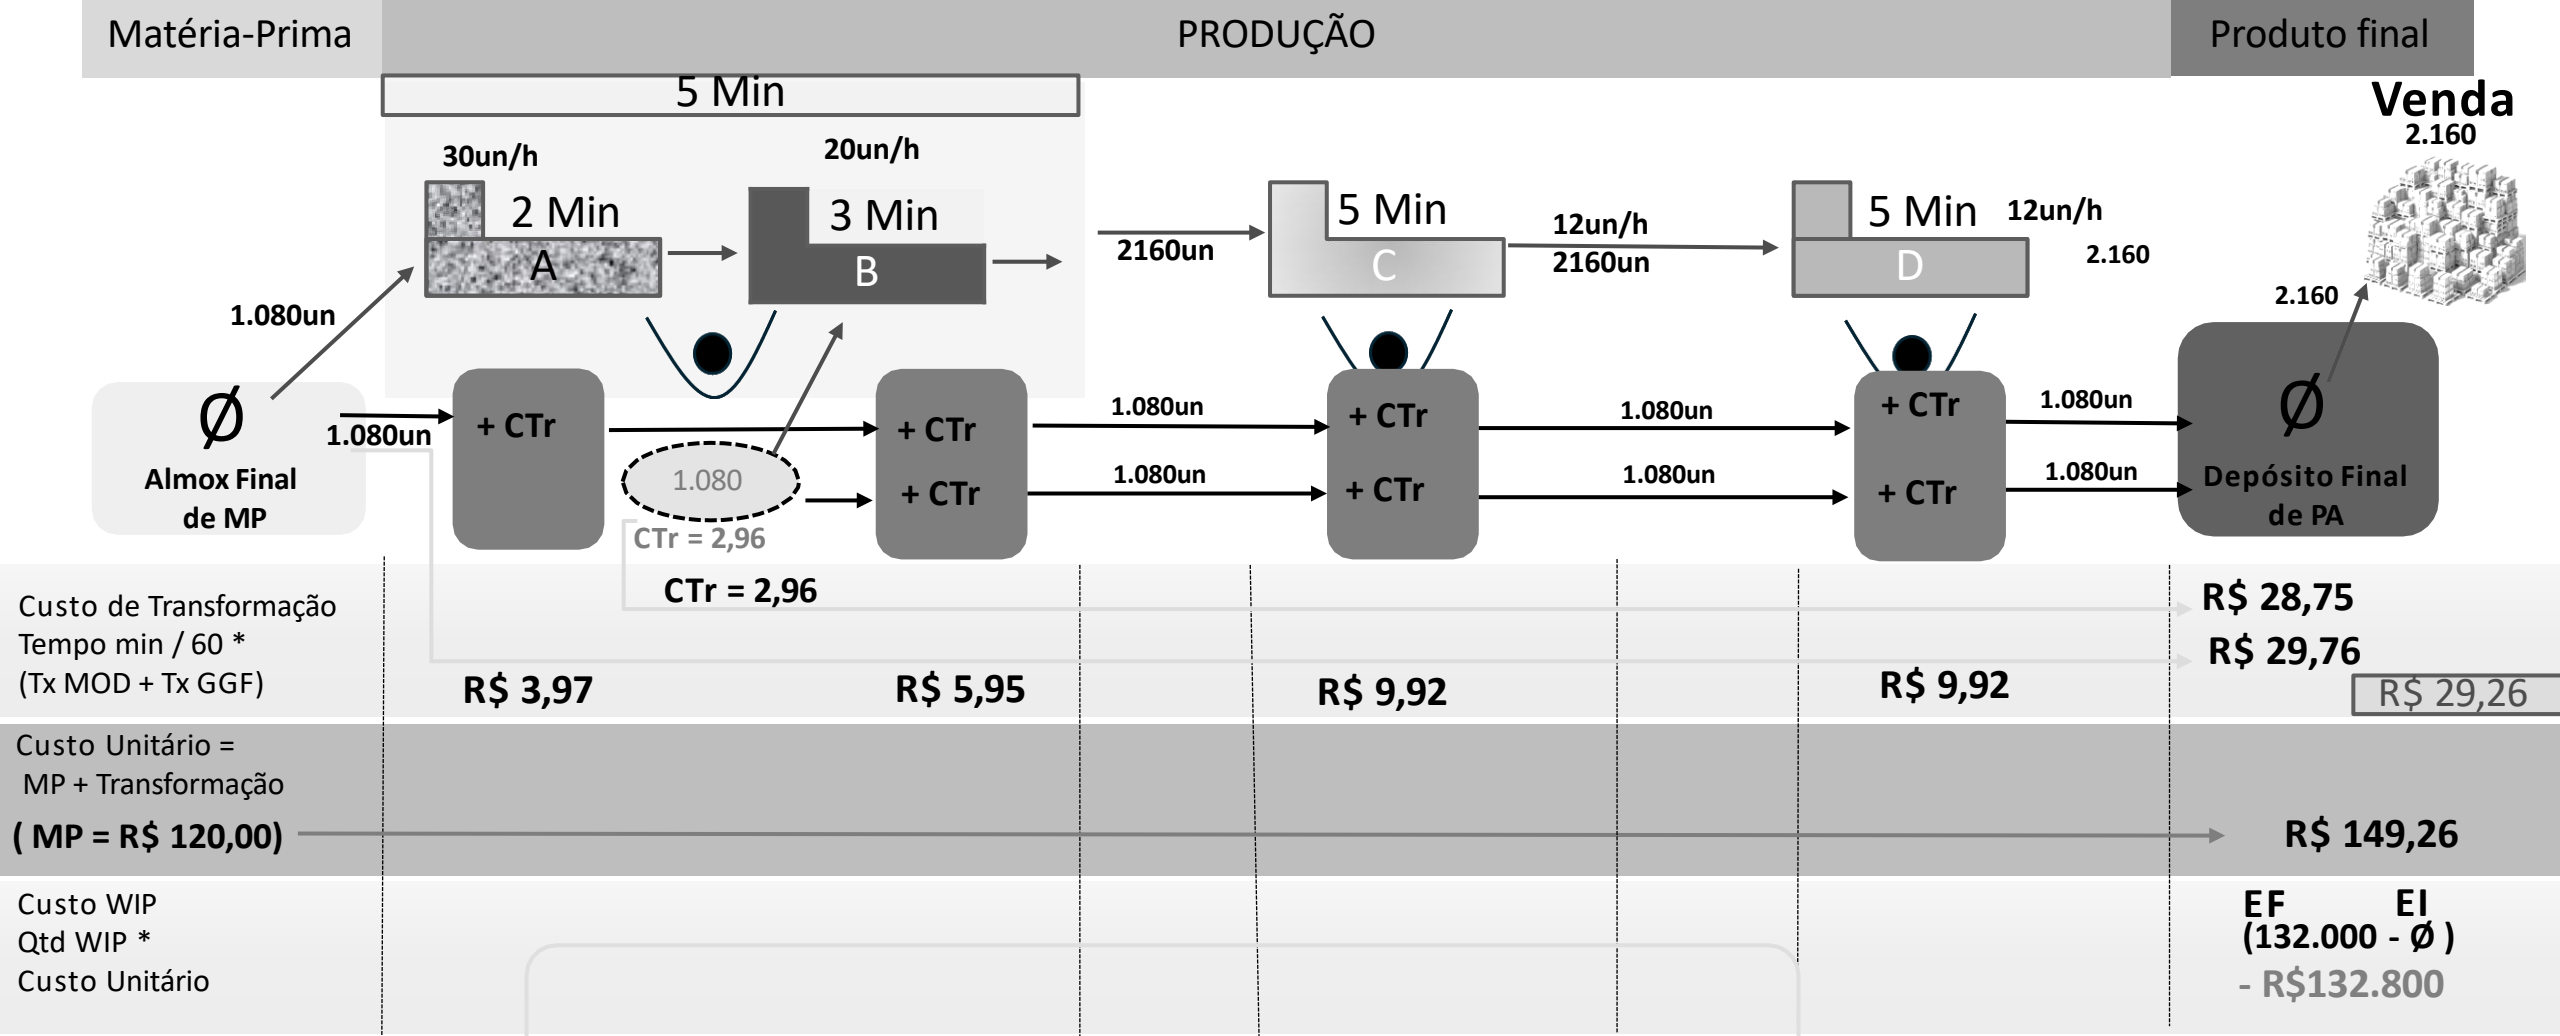 Matéria-Prima
PRODUÇÃO
Produto final
5 Min
Venda
2.160
30un/h
20un/h
2 Min
3 Min
5 Min
12un/h
5 Min
12un/h
A
B
2160un
C
2160un
D
2.160
1.080un
2.160
Ø
Almox Final
de MP
1.080un
+ CTr
1.080
CTr = 2,96
+ CTr
+ CTr
1.080un
1.080un
+ CTr
+ CTr
1.080un
1.080un
+ CTr
+ CTr
1.080un
1.080un
Ø
Depósito Final
de PA
Custo de Transformação
Tempo min / 60 *
(Tx MOD + Tx GGF)
CTr = 2,96
R$ 3,97
R$ 5,95
R$ 9,92
R$ 9,92
R$ 28,75
R$ 29,76
R$ 29,26
Custo Unitário =
MP + Transformação
( MP = R$ 120,00)
R$ 149,26
Custo WIP
Qtd WIP *
Custo Unitário
EF EI
(132.000 - Ø )
- R$132.800